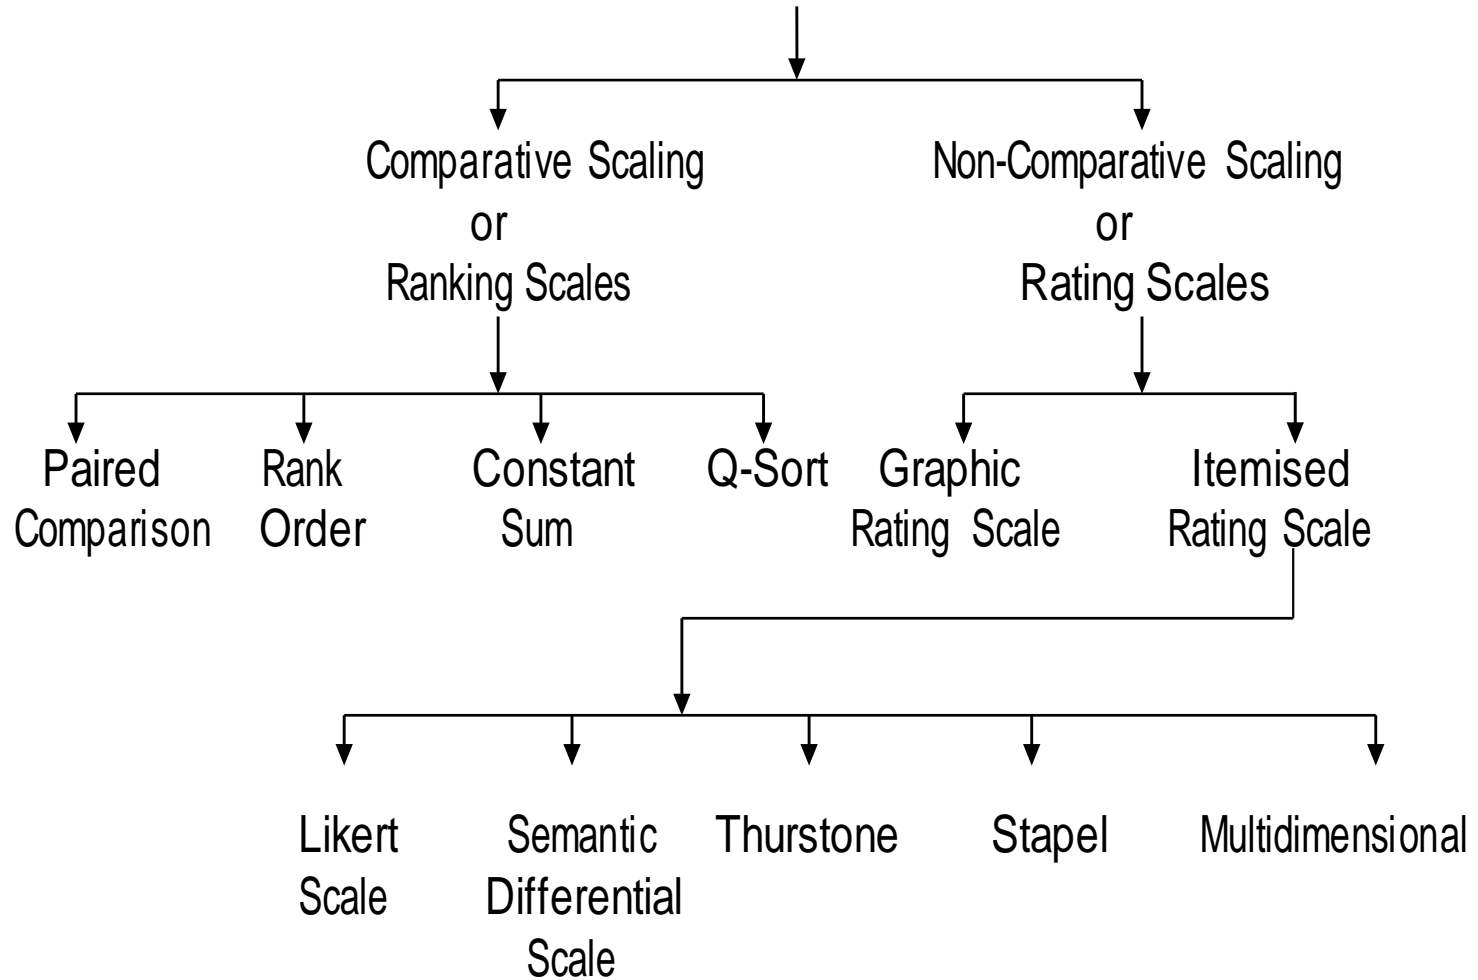 Comparative Scaling
or
Ranking Scales
Non-Comparative Scaling
or
Rating Scales
Paired
Comparison
Rank
Order
Constant
Sum
Q-Sort
Graphic
Rating Scale
Itemised
Rating Scale
Likert
Scale
Semantic
Differential
Scale
Thurstone
Stapel
Multidimensional